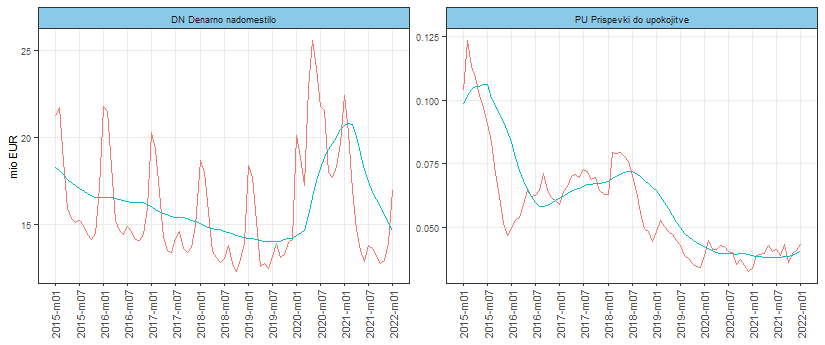 DN Denarno nadomestilo
PU Prispevki do upokojitve
mio EUR
25
20
15
0.125
0.100
0.075
0.050
2015-m01
2015-m07
2016-m01
2016-m07
2017-m01
2017-m07
2018-m01
2018-m07
2019-m01
2019-m07
2020-m01
2020-m07
2021-m01
2021-m07
2022-m01
2015-m01
2015-m07
2016-m01
2016-m07
2017-m01
2017-m07
2018-m01
2018-m07
2019-m01
2019-m07
2020-m01
2020-m07
2021-m01
2021-m07
2022-m01